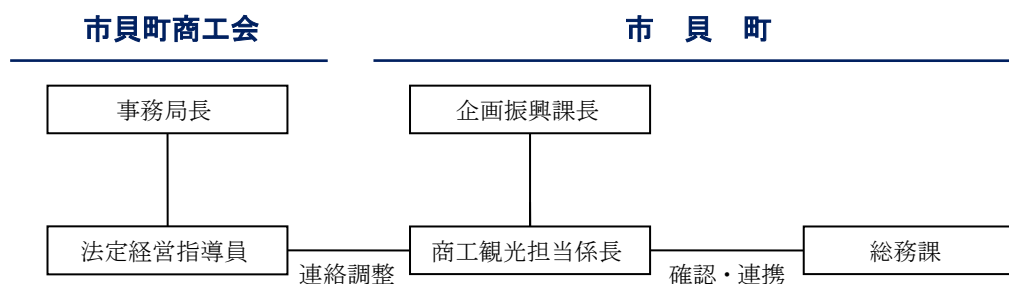 市貝町商工会
市 貝 町
事務局長
企画振興課長
法定経営指導員
連絡調整
商工観光担当係長
確認・連携
総務課